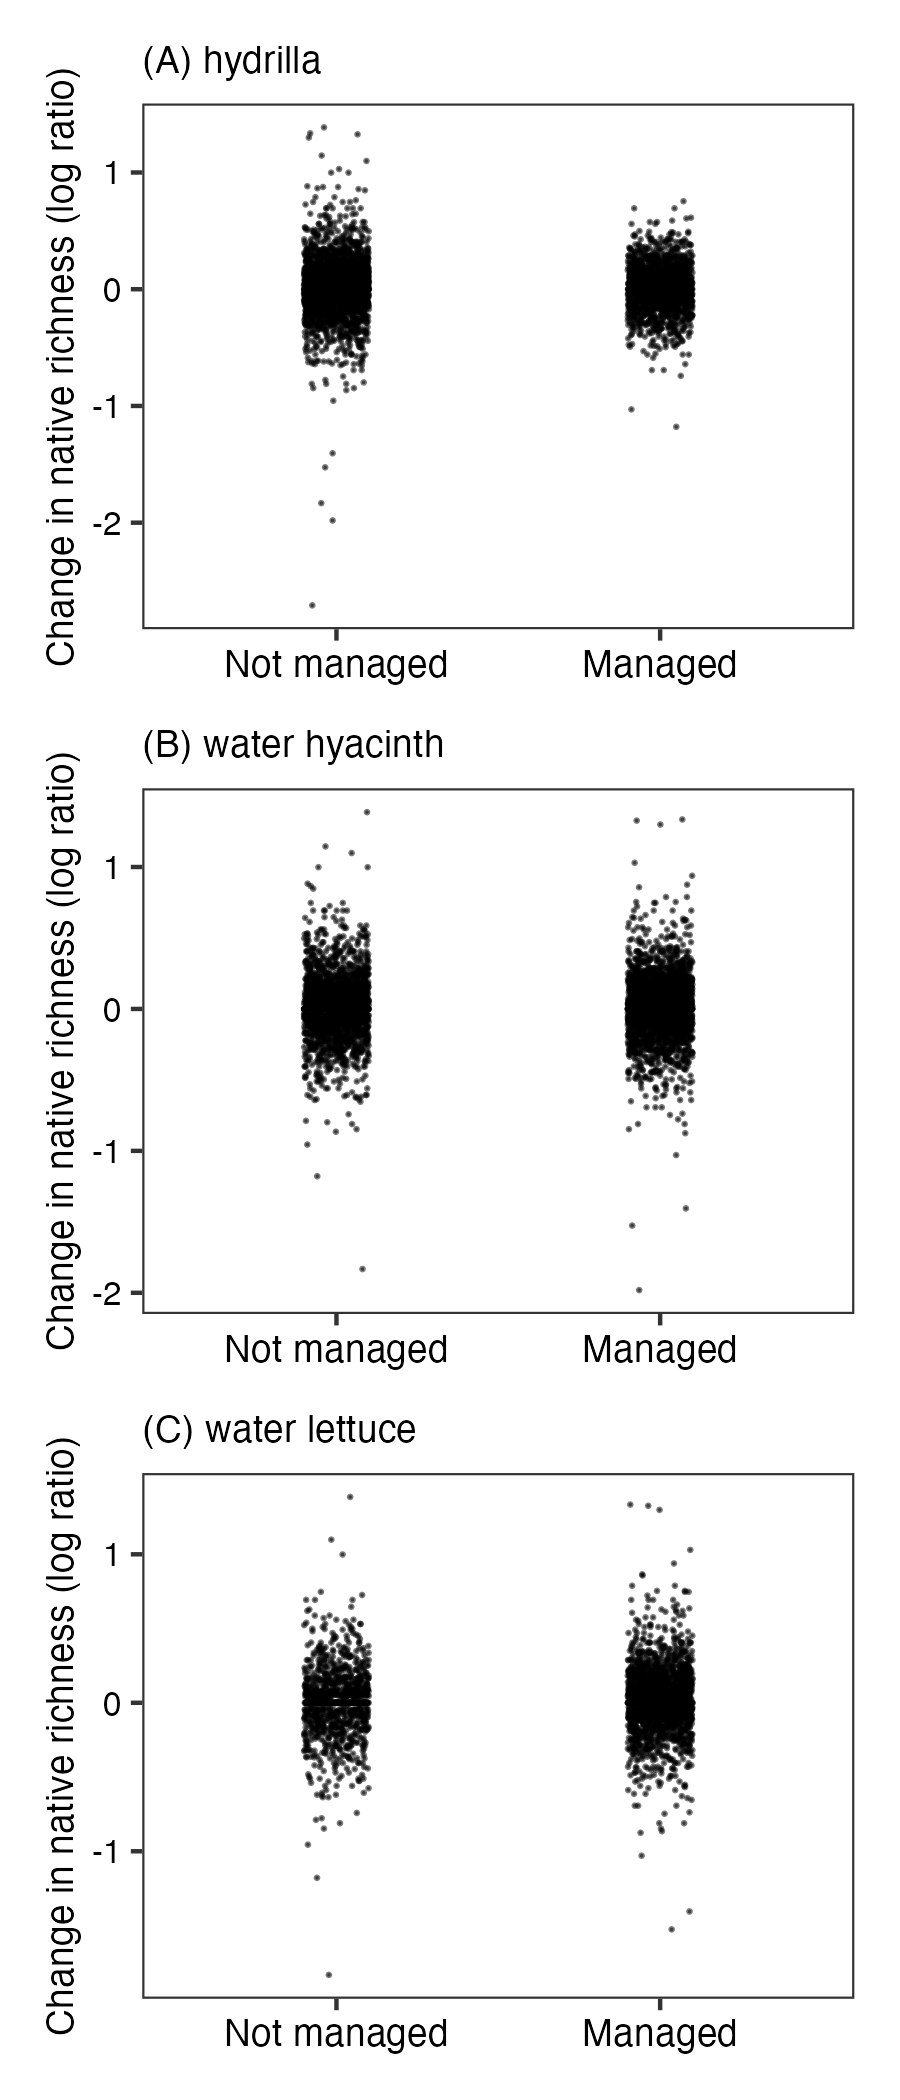 (A) hydrilla
Change in native richness (log ratio)
1
0
-1
-2
Not managed
Managed
(B) water hyacinth
Change in native richness (log ratio)
1
0
-1
-2
Not managed
Managed
(C) water lettuce
Change in native richness (log ratio)
1
0
-1
Not managed
Managed